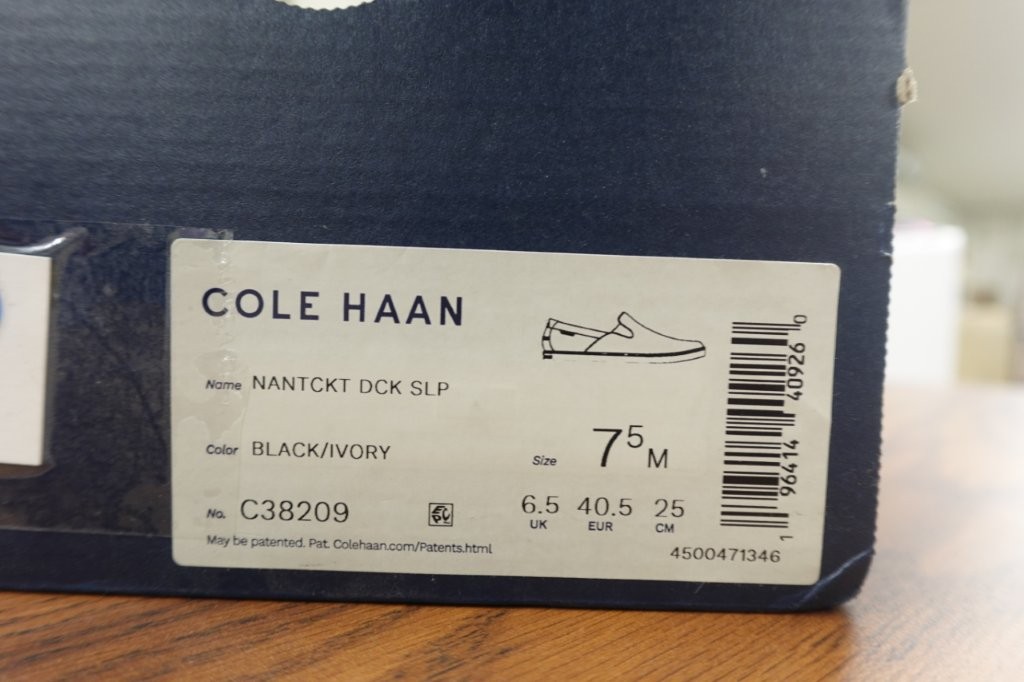 COLE HAAN
Name NANTCKT DCK SLP
Color BLACK/IVORY
Size 7⁵ M
No. C38209
6.5 40.5 25
UK EUR CM
May be patented. Pat. Colehaan.com/Patents.html
4500471346
1 96414 40926 0